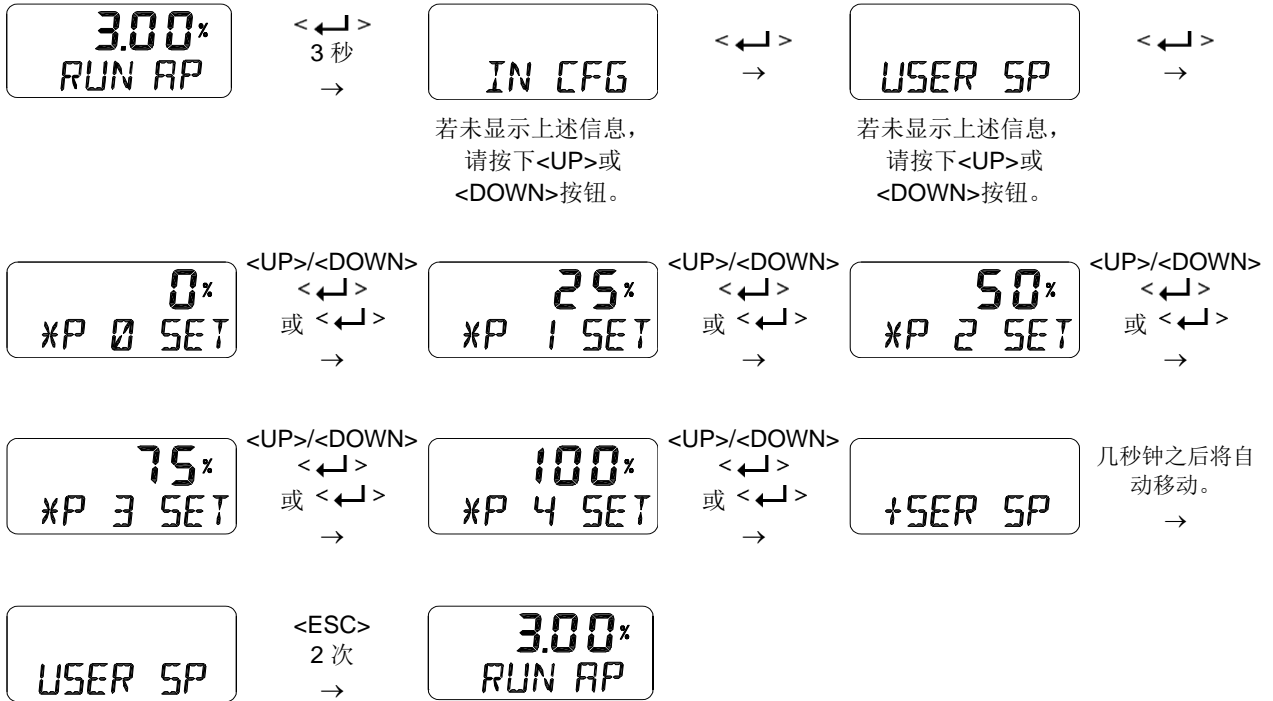 3.00%
RUN AP
<↵>
3 秒
→
IN CFG
若未显示上述信息，
请按下<UP>或
<DOWN>按钮。
<↵>
→
USER SP
若未显示上述信息，
请按下<UP>或
<DOWN>按钮。
<↵>
→
0%
*P 0 SET
<UP>/<DOWN>
<↵>
或 <↵>
→
25%
*P 1 SET
<UP>/<DOWN>
<↵>
或 <↵>
→
50%
*P 2 SET
<UP>/<DOWN>
<↵>
或 <↵>
→
75%
*P 3 SET
<UP>/<DOWN>
<↵>
或 <↵>
→
100%
*P 4 SET
<UP>/<DOWN>
<↵>
或 <↵>
→
+SER SP
几秒钟之后将自
动移动。
→
USER SP
<ESC>
2 次
→
3.00%
RUN AP